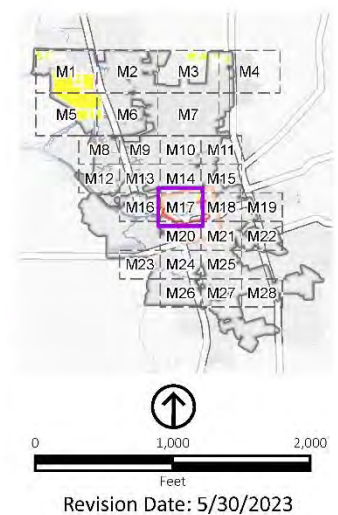 M1 M2 M3 M4
M5 M6 M7
M8 M9 M10 M11
M12 M13 M14 M15
M16 M17 M18 M19
M20 M21 M22
M23 M24 M25
M26 M27 M28
0 1,000 2,000
Feet
Revision Date: 5/30/2023